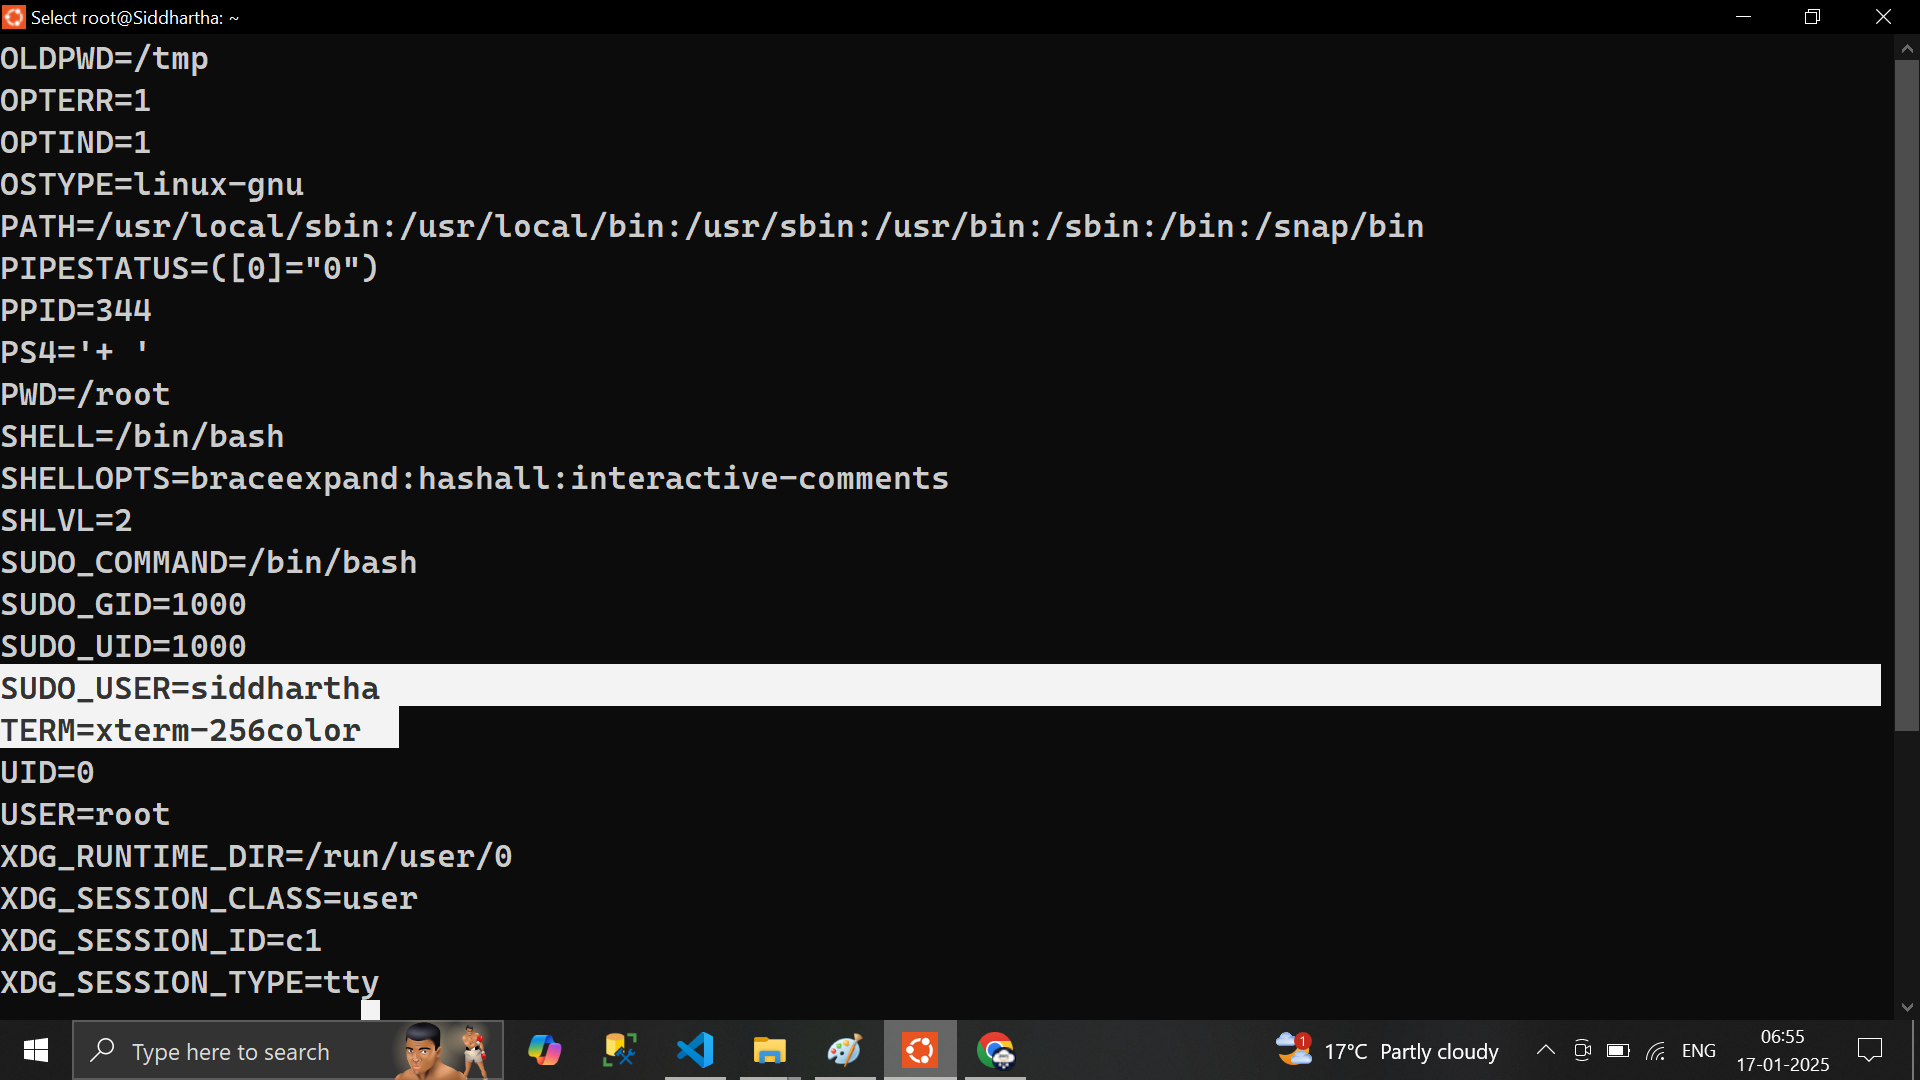 Select root@Siddhartha: ~
OLDPWD=/tmp
OPTERR=1
OPTIND=1
OSTYPE=linux-gnu
PATH=/usr/local/sbin:/usr/local/bin:/usr/sbin:/usr/bin:/sbin:/bin:/snap/bin
PIPESTATUS=([0]="0")
PPID=344
PS4='+ '
PWD=/root
SHELL=/bin/bash
SHELLOPTS=braceexpand:hashall:interactive-comments
SHLVL=2
SUDO_COMMAND=/bin/bash
SUDO_GID=1000
SUDO_UID=1000
SUDO_USER=siddhartha
TERM=xterm-256color
UID=0
USER=root
XDG_RUNTIME_DIR=/run/user/0
XDG_SESSION_CLASS=user
XDG_SESSION_ID=c1
XDG_SESSION_TYPE=tty
Type here to search
1
17°C Partly cloudy
ENG
06:55
17-01-2025